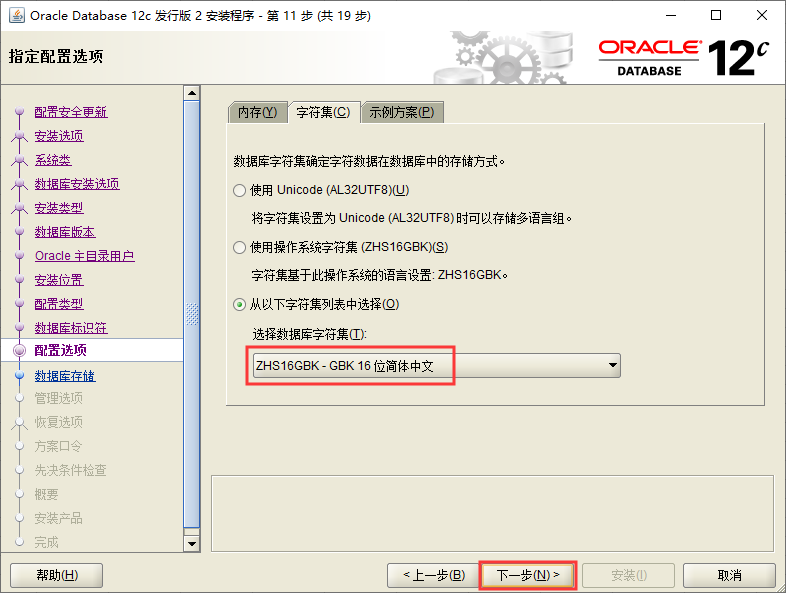 Oracle Database 12c 发行版 2 安装程序 - 第 11 步 (共 19 步)
指定配置选项
ORACLE
DATABASE
12c
配置安全更新
安装选项
系统类
数据库安装选项
安装类型
数据库版本
Oracle 主目录用户
安装位置
配置类型
数据库标识符
配置选项
数据库存储
管理选项
恢复选项
方案口令
先决条件检查
概要
安装产品
完成
内存(Y) 字符集(C) 示例方案(P)
数据库字符集确定字符数据在数据库中的存储方式。
使用 Unicode (AL32UTF8)(U)
将字符集设置为 Unicode (AL32UTF8) 时可以存储多语言组。
使用操作系统字符集 (ZHS16GBK)(S)
字符集基于此操作系统的语言设置: ZHS16GBK。
从以下字符集列表中选择(O)
选择数据库字符集(T):
ZHS16GBK - GBK 16 位简体中文
帮助(H) < 上一步(B) 下一步(N) > 安装(I) 取消